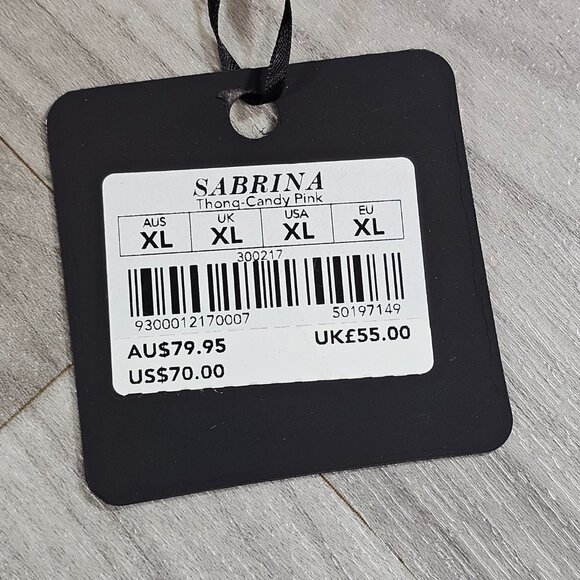 SABRINA
Thong-Candy Pink
AUS UK USA EU
XL XL XL XL
300217
9300012170007 50197149
AU$79.95 UK£55.00
US$70.00